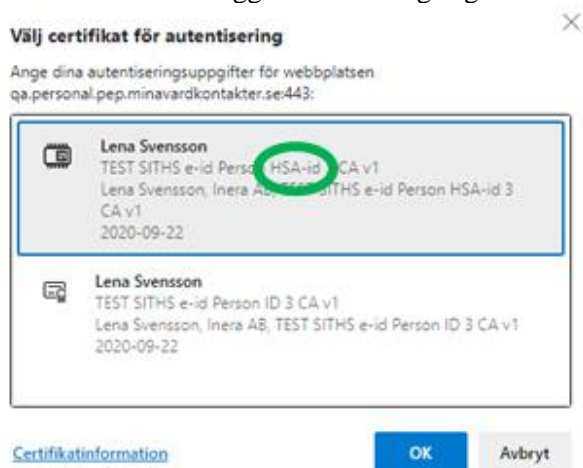 Välj certifikat för autentisering
Ange dina autentiseringsuppgifter för webbplatsen
qa.personal.pep.minavardkontakter.se:443:
Lena Svensson
TEST SITHS e-id Person HSA-id CA v1
Lena Svensson, Inera AB, TEST SITHS e-id Person HSA-id 3
CA v1
2020-09-22
Lena Svensson
TEST SITHS e-id Person ID 3 CA v1
Lena Svensson, Inera AB, TEST SITHS e-id Person ID 3 CA v1
2020-09-22
Certifikatinformation
OK
Avbryt